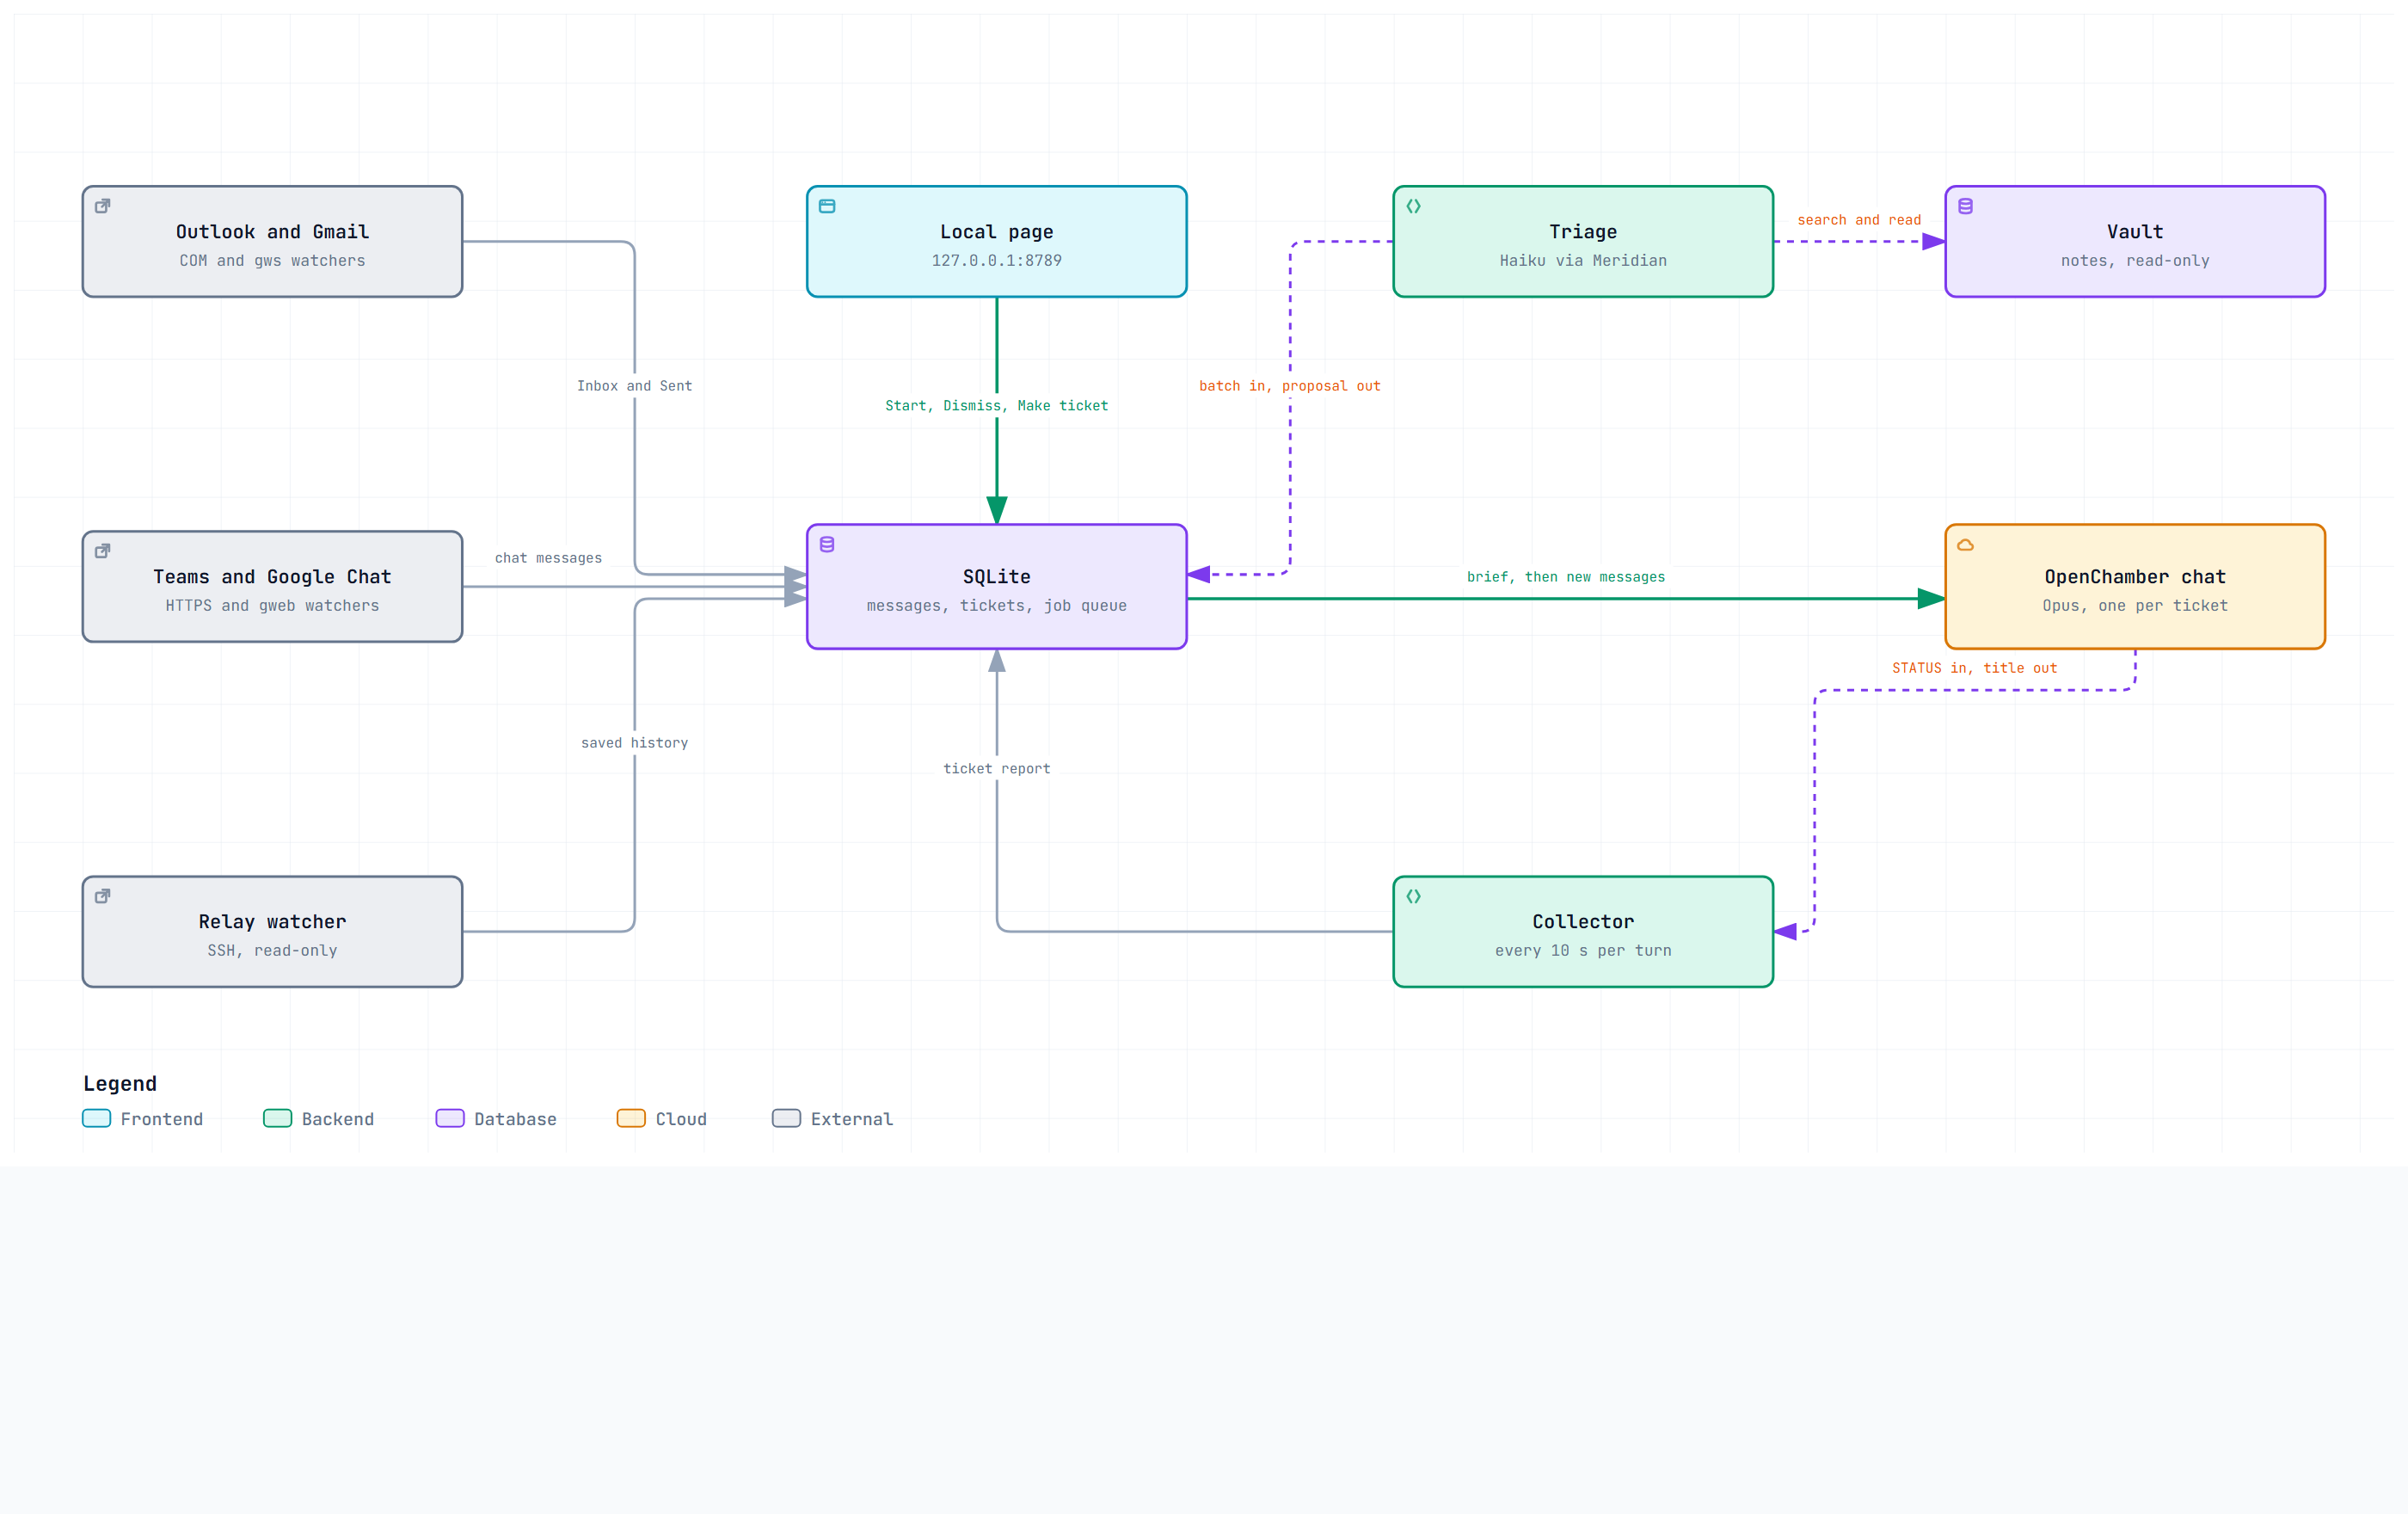 Outlook and Gmail
COM and gws watchers
Local page
127.0.0.1:8789
Triage
Haiku via Meridian
search and read
Vault
notes, read-only
Inbox and Sent
Start, Dismiss, Make ticket
batch in, proposal out
Teams and Google Chat
HTTPS and gweb watchers
chat messages
SQLite
messages, tickets, job queue
brief, then new messages
OpenChamber chat
Opus, one per ticket
STATUS in, title out
saved history
ticket report
Relay watcher
SSH, read-only
Collector
every 10 s per turn
Legend
Frontend
Backend
Database
Cloud
External